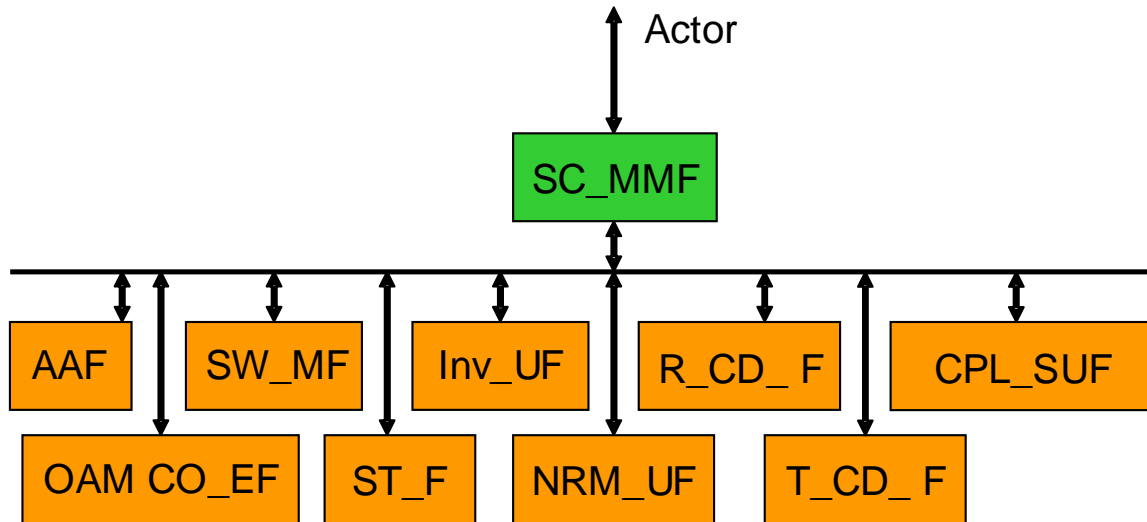 Actor
SC_MMF
AAF
SW_MF
Inv_UF
R_CD_ F
CPL_SUF
OAM CO_EF
ST_F
NRM_UF
T_CD_ F